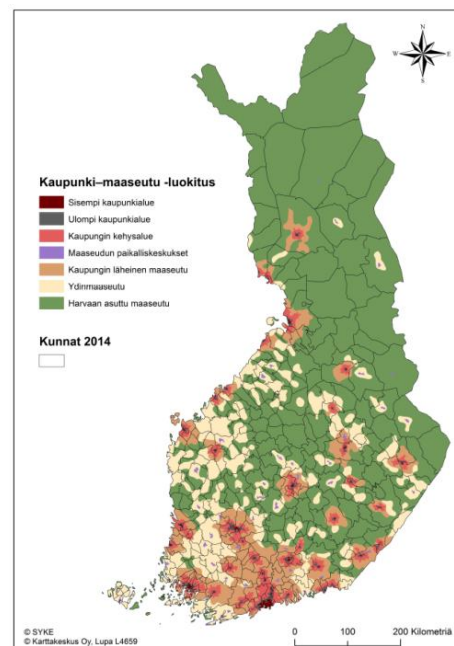 N
W E
S
Kaupunki–maaseutu -luokitus
Sisempi kaupunkialue
Ulompi kaupunkialue
Kaupungin kehysalue
Maaseudun paikalliskeskukset
Kaupungin läheinen maaseutu
Ydinmaaseutu
Harvaan asuttu maaseutu
Kunnat 2014
© SYKE
© Karttakeskus Oy, Lupa L4659
Kilometriä
0 100 200